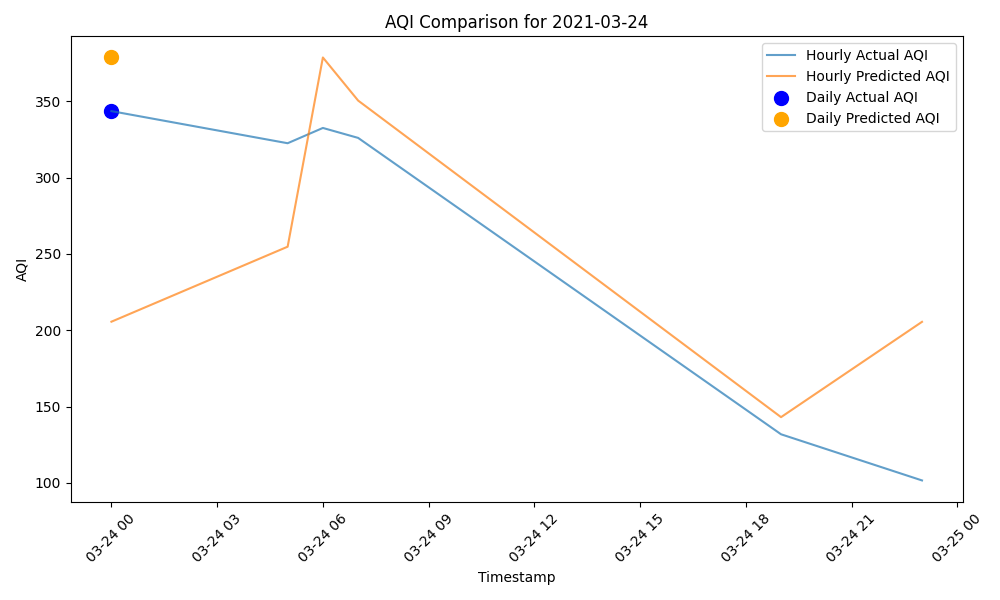 AQI Comparison for 2021-03-24
Hourly Actual AQI
Hourly Predicted AQI
Daily Actual AQI
Daily Predicted AQI
AQI
350
300
250
200
150
100
03-24 00
03-24 03
03-24 06
03-24 09
03-24 12
03-24 15
03-24 18
03-24 21
03-25 00
Timestamp